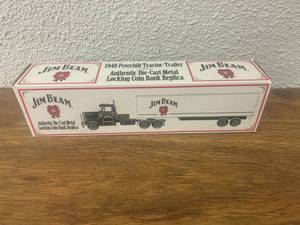 JIM BEAM
1948 Peterbilt Tractor-Trailer
Authentic Die-Cast Metal
Locking Coin Bank Replica
JIM BEAM
JIM BEAM
Authentic Die-Cast Metal
Locking Coin Bank Replica
JIM BEAM